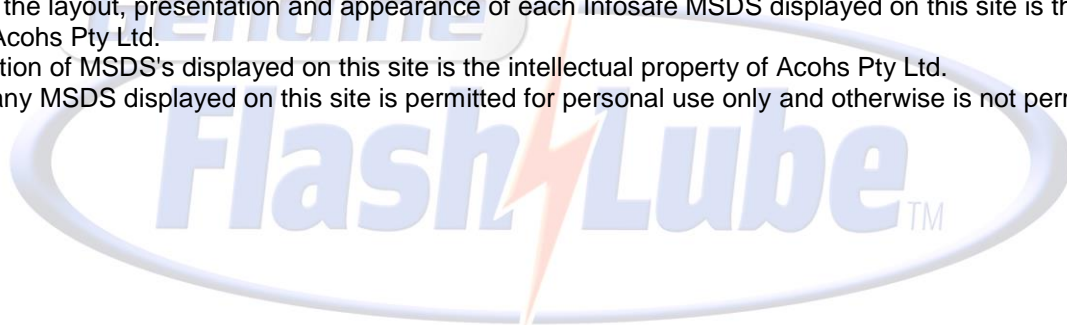 the layout, presentation and appearance of each Infosafe MSDS displayed on this site is th
Acohs Pty Ltd.
tion of MSDS's displayed on this site is the intellectual property of Acohs Pty Ltd.
any MSDS displayed on this site is permitted for personal use only and otherwise is not perr
Genuine
Flash Lube TM